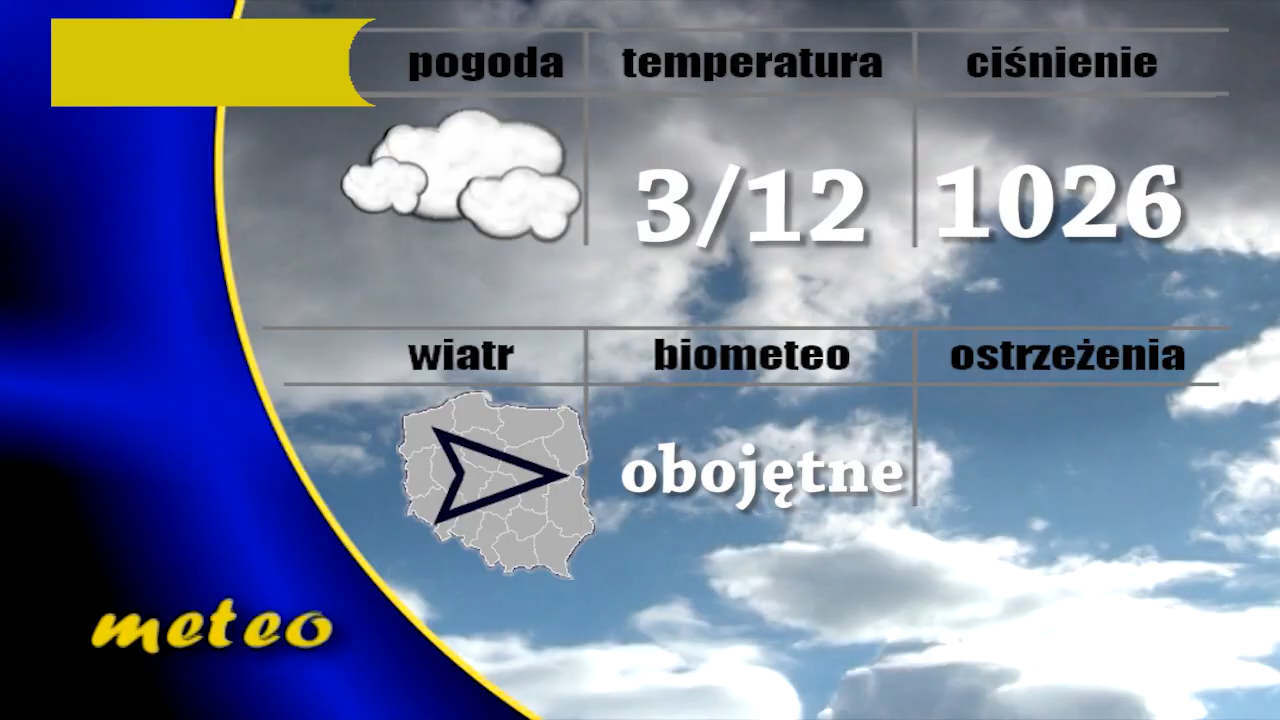 pogoda temperatura ciśnienie
3/12 1026
wiatr biometeo ostrzeżenia
obojętne
meteo